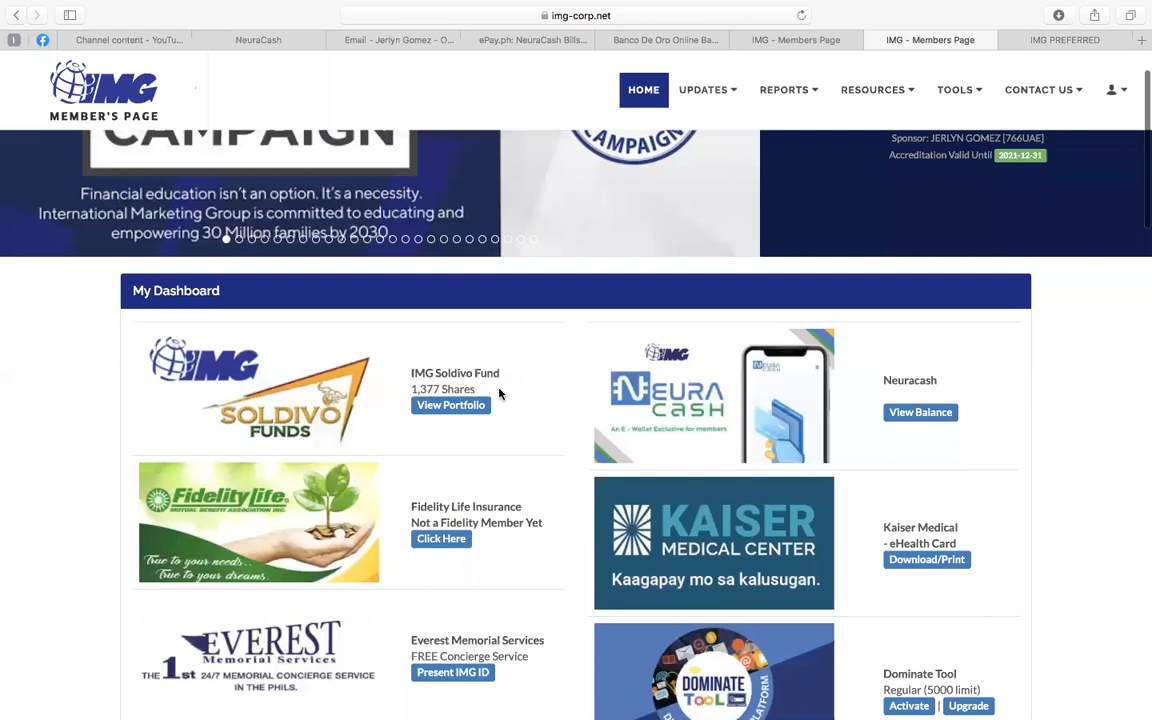 img-corp.net
Channel content - YouTu...
NeuraCash
Email - Jerlyn Gomez - O...
ePay.ph: NeuraCash Bills...
Banco De Oro Online Ba...
IMG - Members Page
IMG - Members Page
IMG PREFERRED
IMG
MEMBER'S PAGE
HOME
UPDATES
REPORTS
RESOURCES
TOOLS
CONTACT US
CAMPAIGN
Financial education isn't an option. It's a necessity.
International Marketing Group is committed to educating and
empowering 30 Million families by 2030.
CAMPAIGN
Sponsor: JERLYN GOMEZ [766UAE]
Accreditation Valid Until 2021-12-31
My Dashboard
IMG
SOLDIVO
FUNDS
IMG Soldivo Fund
1,377 Shares
View Portfolio
IMG
NEURA
CASH
An E - Wallet Exclusive for members
NEURA CASH
Neuracash
View Balance
FidelityLife
MUTUAL BENEFIT ASSOCIATION INC.
True to your needs...
True to your dreams.
Fidelity Life Insurance
Not a Fidelity Member Yet
Click Here
KAISER
MEDICAL CENTER
Kaagapay mo sa kalusugan.
Kaiser Medical
- eHealth Card
Download/Print
EVEREST
Memorial Services
THE 1st 24/7 MEMORIAL CONCIERGE SERVICE
IN THE PHILS.
Everest Memorial Services
FREE Concierge Service
Present IMG ID
DOMINATE
TOOL
Dominate Tool
Regular (5000 limit)
Activate | Upgrade